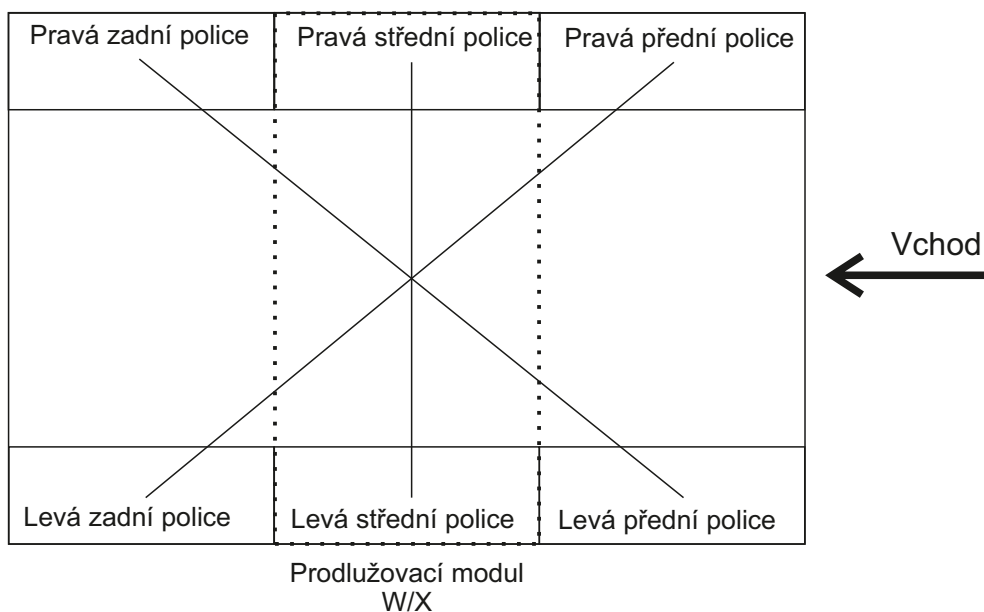 Pravá zadní police
Pravá střední police
Pravá přední police
Vchod
Levá zadní police
Levá střední police
Levá přední police
Prodlužovací modul
W/X